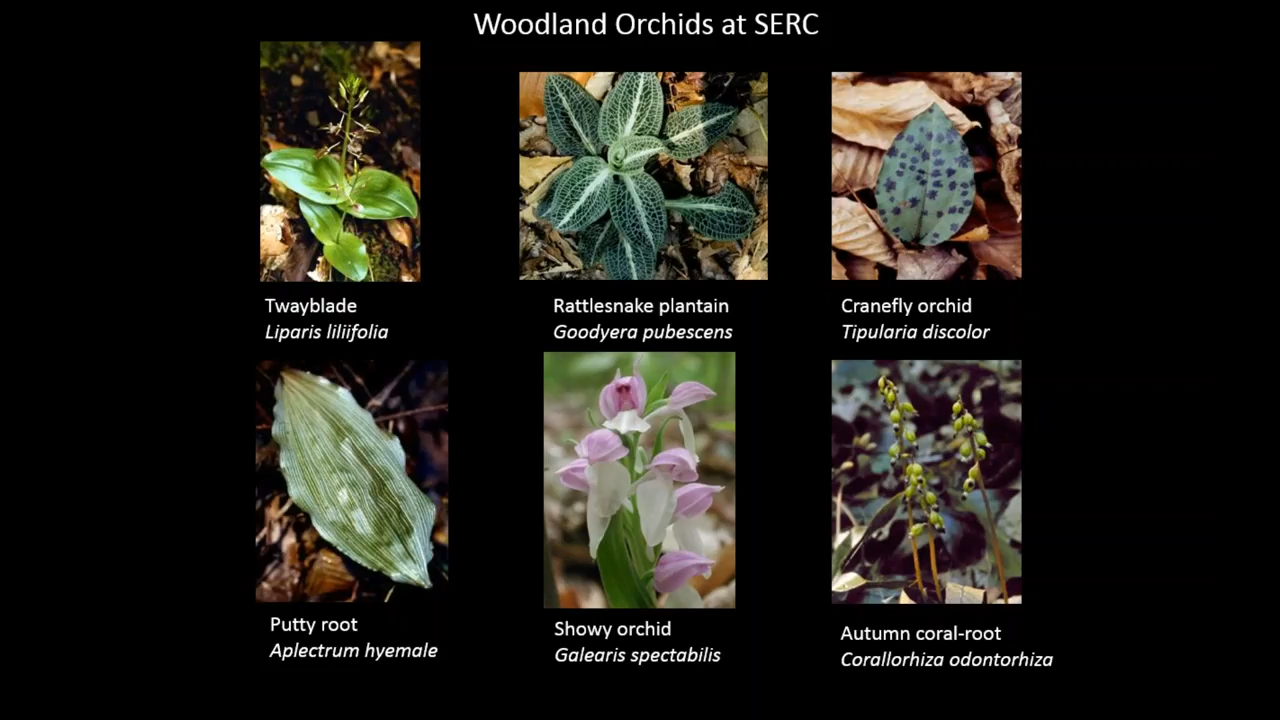 Woodland Orchids at SERC
Twayblade
Liparis liliifolia
Rattlesnake plantain
Goodyera pubescens
Cranefly orchid
Tipularia discolor
Putty root
Aplectrum hyemale
Showy orchid
Galearis spectabilis
Autumn coral-root
Corallorhiza odontorhiza